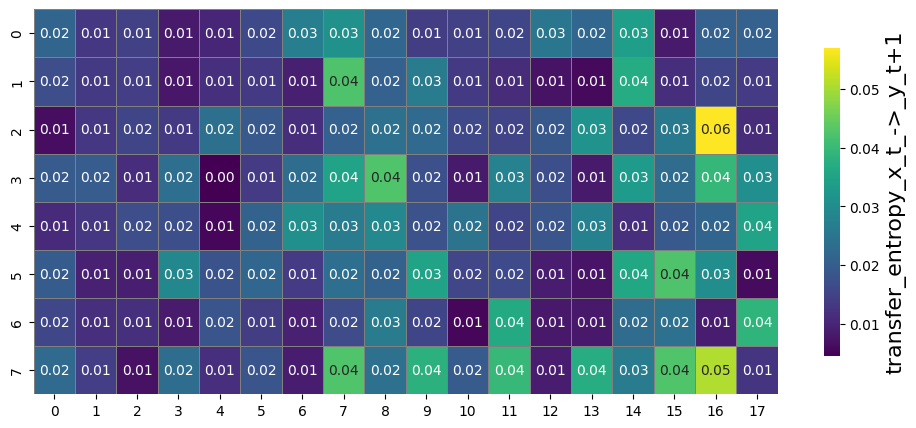 0 0.02 0.01 0.01 0.01 0.01 0.02 0.03 0.03 0.02 0.01 0.01 0.02 0.03 0.02 0.03 0.01 0.02 0.02
1 0.02 0.01 0.01 0.01 0.01 0.01 0.01 0.04 0.02 0.03 0.01 0.01 0.01 0.01 0.04 0.01 0.02 0.01
2 0.01 0.01 0.02 0.01 0.02 0.02 0.01 0.02 0.02 0.02 0.02 0.02 0.02 0.03 0.02 0.03 0.06 0.01
3 0.02 0.02 0.01 0.02 0.00 0.01 0.02 0.04 0.04 0.02 0.01 0.03 0.02 0.01 0.03 0.02 0.04 0.03
4 0.01 0.01 0.02 0.02 0.01 0.02 0.03 0.03 0.03 0.02 0.02 0.02 0.02 0.03 0.01 0.02 0.02 0.04
5 0.02 0.01 0.01 0.03 0.02 0.02 0.01 0.02 0.02 0.03 0.02 0.02 0.01 0.01 0.04 0.04 0.03 0.01
6 0.02 0.01 0.01 0.02 0.01 0.01 0.01 0.02 0.03 0.02 0.01 0.04 0.01 0.01 0.02 0.02 0.01 0.04
7 0.02 0.01 0.01 0.02 0.01 0.02 0.01 0.04 0.02 0.04 0.02 0.04 0.01 0.04 0.03 0.04 0.05 0.01
0 1 2 3 4 5 6 7 8 9 10 11 12 13 14 15 16 17
0.05
0.04
0.03
0.02
0.01
transfer_entropy_x_t_->_y_t+1